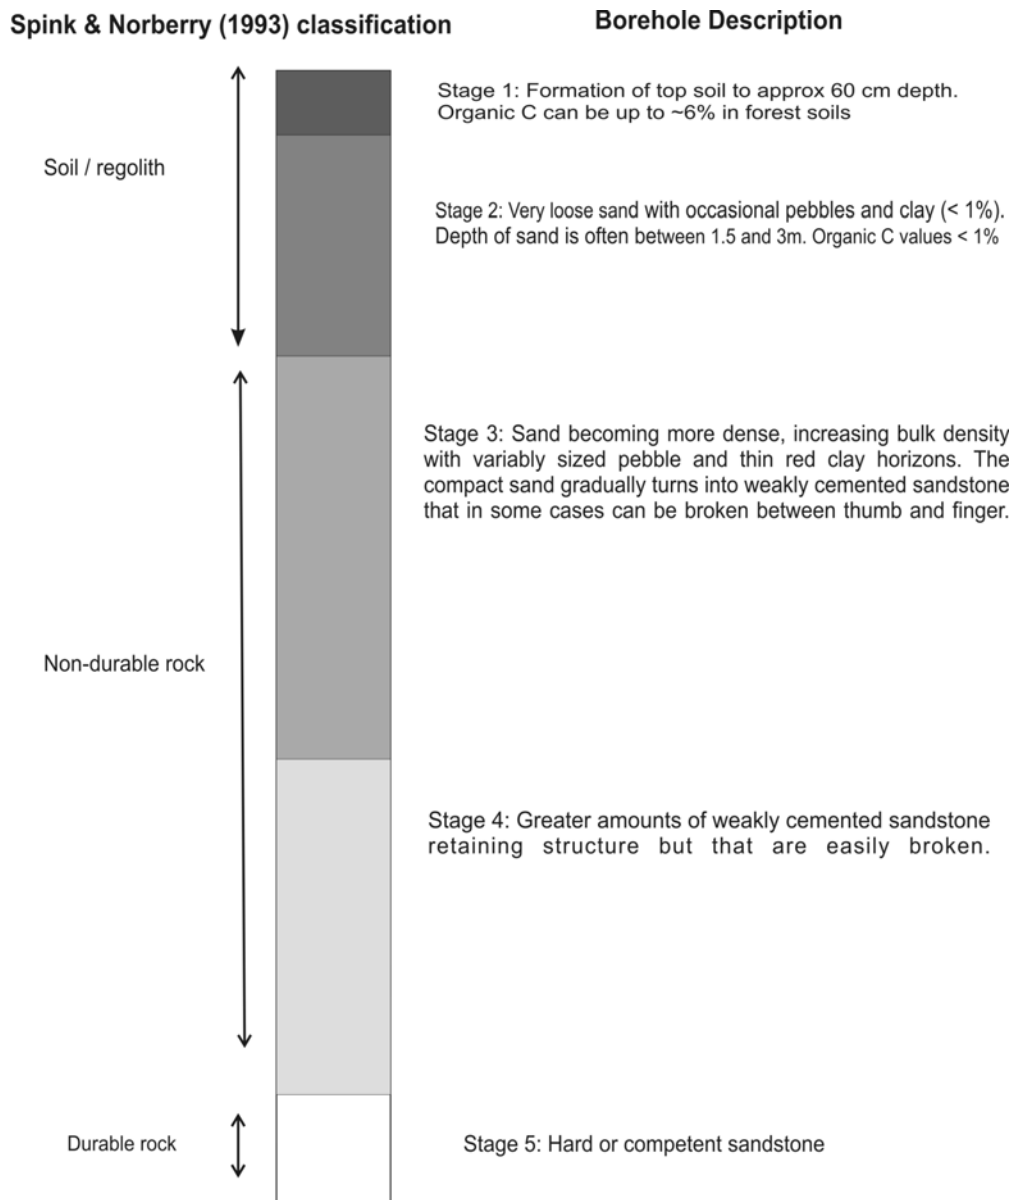 Spink & Norberry (1993) classification
Borehole Description
Stage 1: Formation of top soil to approx 60 cm depth.
Organic C can be up to ~6% in forest soils
Soil / regolith
Stage 2: Very loose sand with occasional pebbles and clay (< 1%).
Depth of sand is often between 1.5 and 3m. Organic C values < 1%
Stage 3: Sand becoming more dense, increasing bulk density
with variably sized pebble and thin red clay horizons. The
compact sand gradually turns into weakly cemented sandstone
that in some cases can be broken between thumb and finger.
Non-durable rock
Stage 4: Greater amounts of weakly cemented sandstone
retaining structure but that are easily broken.
Durable rock
Stage 5: Hard or competent sandstone